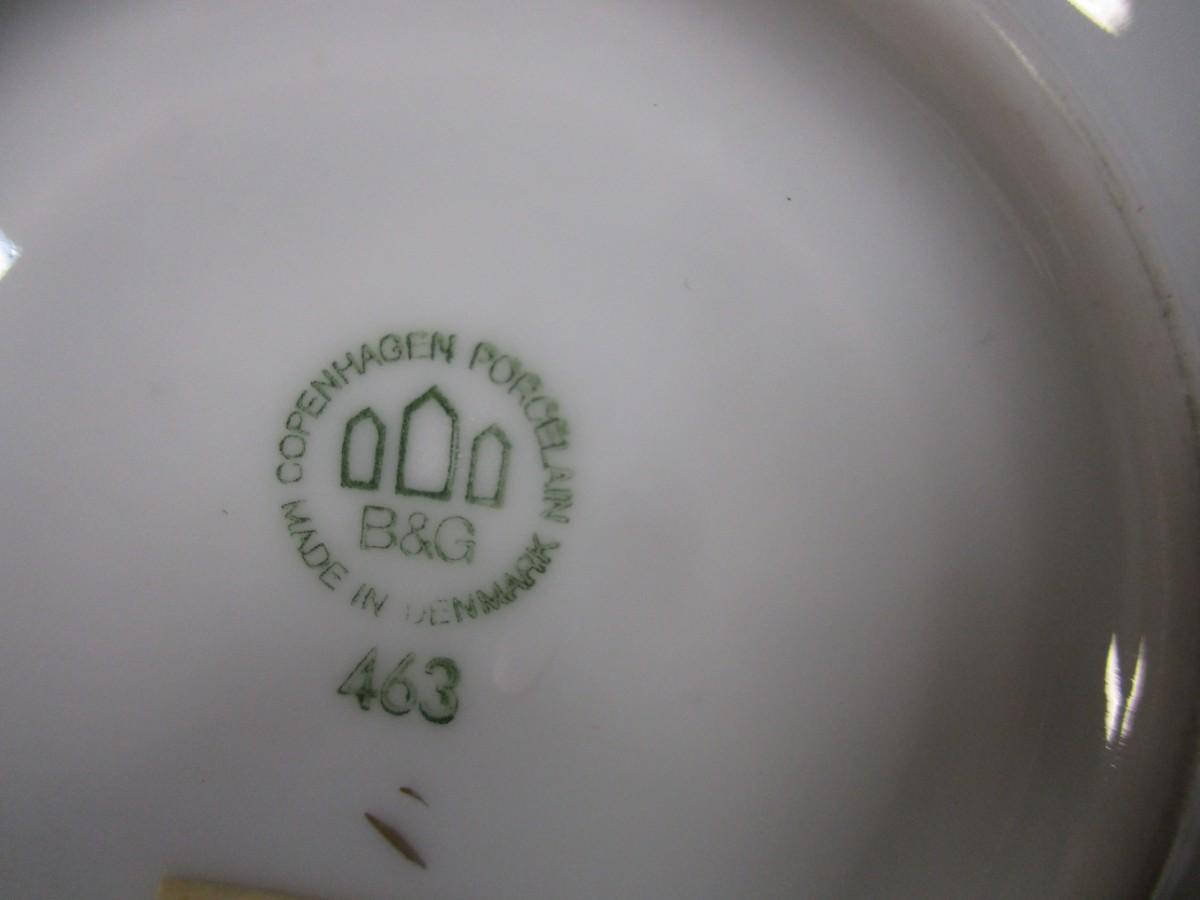 COPENHAGEN PORCELAIN
B&G
MADE IN DENMARK
463